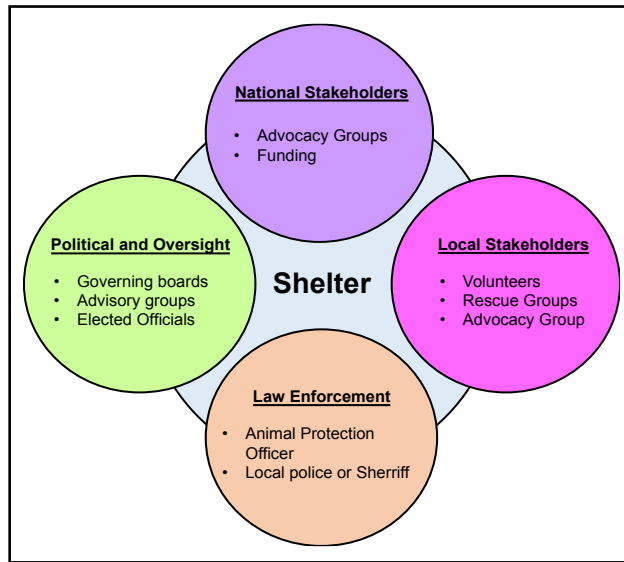 National Stakeholders
• Advocacy Groups
• Funding
Political and Oversight
• Governing boards
• Advisory groups
• Elected Officials
Shelter
Local Stakeholders
• Volunteers
• Rescue Groups
• Advocacy Group
Law Enforcement
• Animal Protection
Officer
• Local police or Sherriff